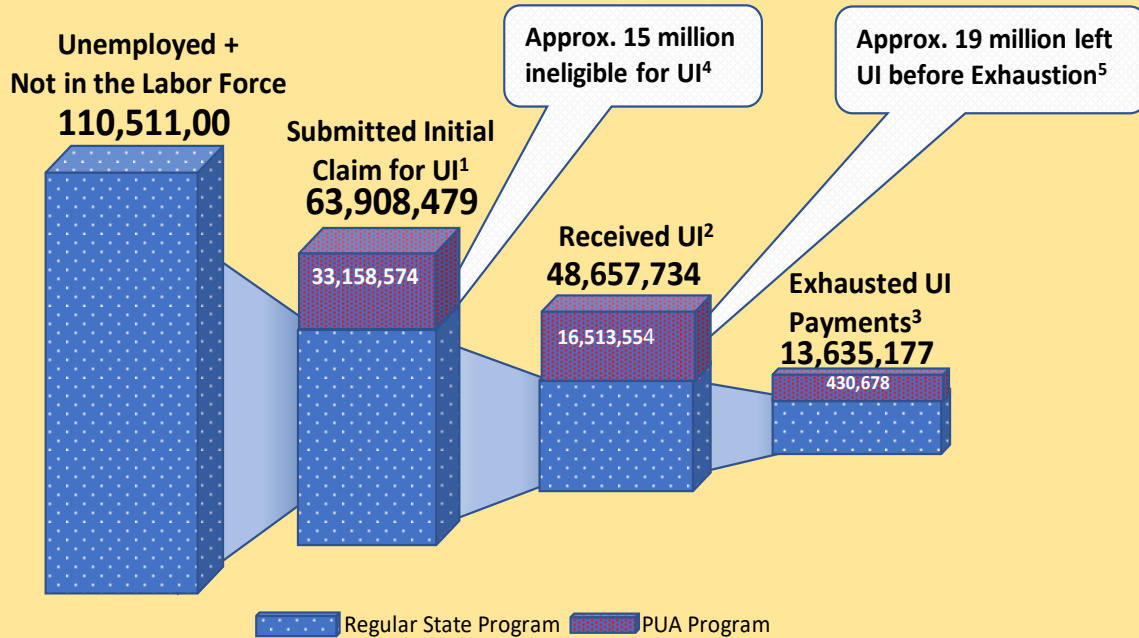 Unemployed +
Not in the Labor Force
110,511,00
Submitted Initial
Claim for UI¹
63,908,479
33,158,574
Approx. 15 million
ineligible for UI⁴
Received UI²
48,657,734
16,513,554
Approx. 19 million left
UI before Exhaustion⁵
Exhausted UI
Payments³
13,635,177
430,678
Regular State Program
PUA Program